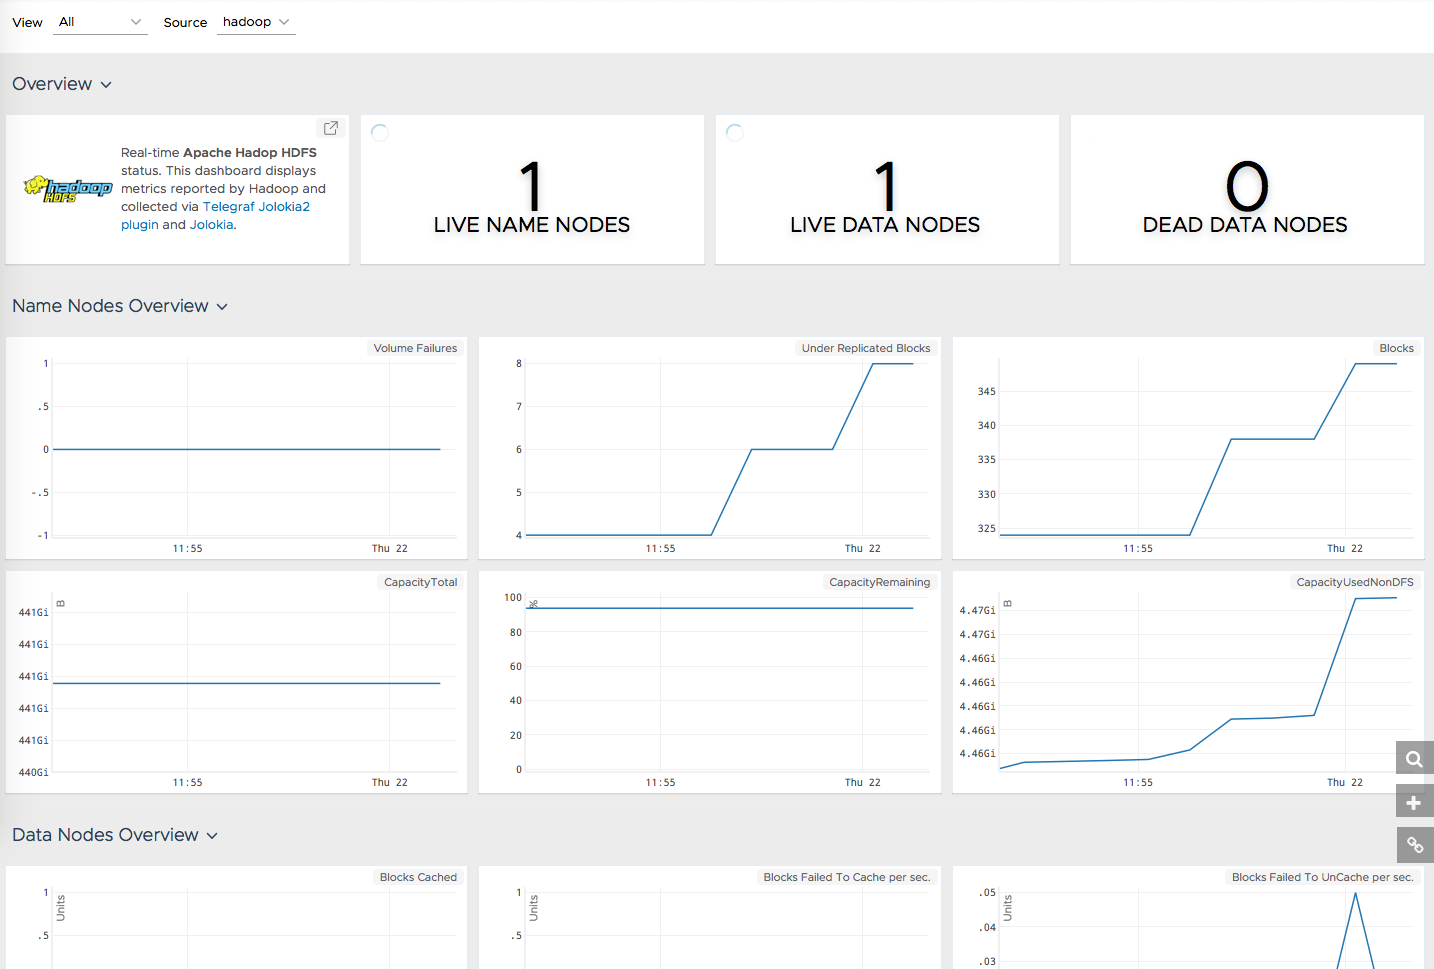 View All Source hadoop
Overview
hadoop
HDFS
Real-time Apache Hadop HDFS
status. This dashboard displays
metrics reported by Hadoop and
collected via Telegraf Jolokia2
plugin and Jolokia.
1
LIVE NAME NODES
1
LIVE DATA NODES
0
DEAD DATA NODES
Name Nodes Overview
Volume Failures
1
.5
0
-.5
-1
11:55 Thu 22
Under Replicated Blocks
8
7
6
5
4
11:55 Thu 22
Blocks
345
340
335
330
325
11:55 Thu 22
CapacityTotal
B
441Gi
441Gi
441Gi
441Gi
441Gi
440Gi
11:55 Thu 22
CapacityRemaining
%
100
80
60
40
20
0
11:55 Thu 22
CapacityUsedNonDFS
B
4.47Gi
4.47Gi
4.46Gi
4.46Gi
4.46Gi
4.46Gi
4.46Gi
11:55 Thu 22
Data Nodes Overview
Blocks Cached
Units
1
.5
Blocks Failed To Cache per sec.
Units
1
.5
Blocks Failed To UnCache per sec.
Units
.05
.04
.03